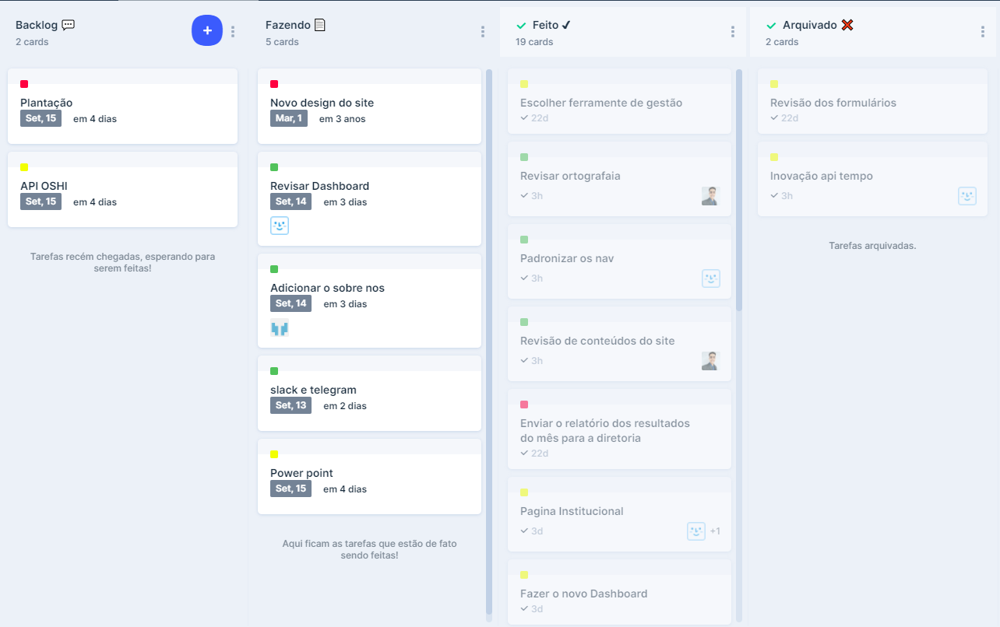 Backlog 💬
2 cards
+
Plantação
Set, 15 em 4 dias
API OSHI
Set, 15 em 4 dias
Tarefas recém chegadas, esperando para
serem feitas!
Fazendo
5 cards
Novo design do site
Mar, 1 em 3 anos
Revisar Dashboard
Set, 14 em 3 dias
Adicionar o sobre nos
Set, 14 em 3 dias
slack e telegram
Set, 13 em 2 dias
Power point
Set, 15 em 4 dias
Aqui ficam as tarefas que estão de fato
sendo feitas!
✓ Feito ✓
19 cards
Escolher ferramente de gestão
✓ 22d
Revisar ortografaia
✓ 3h
Padronizar os nav
✓ 3h
Revisão de conteúdos do site
✓ 3h
Enviar o relatório dos resultados
do mês para a diretoria
✓ 22d
Pagina Institucional
✓ 3d +1
Fazer o novo Dashboard
✓ 3d
✓ Arquivado ❌
2 cards
Revisão dos formulários
✓ 22d
Inovação api tempo
✓ 3h
Tarefas arquivadas.